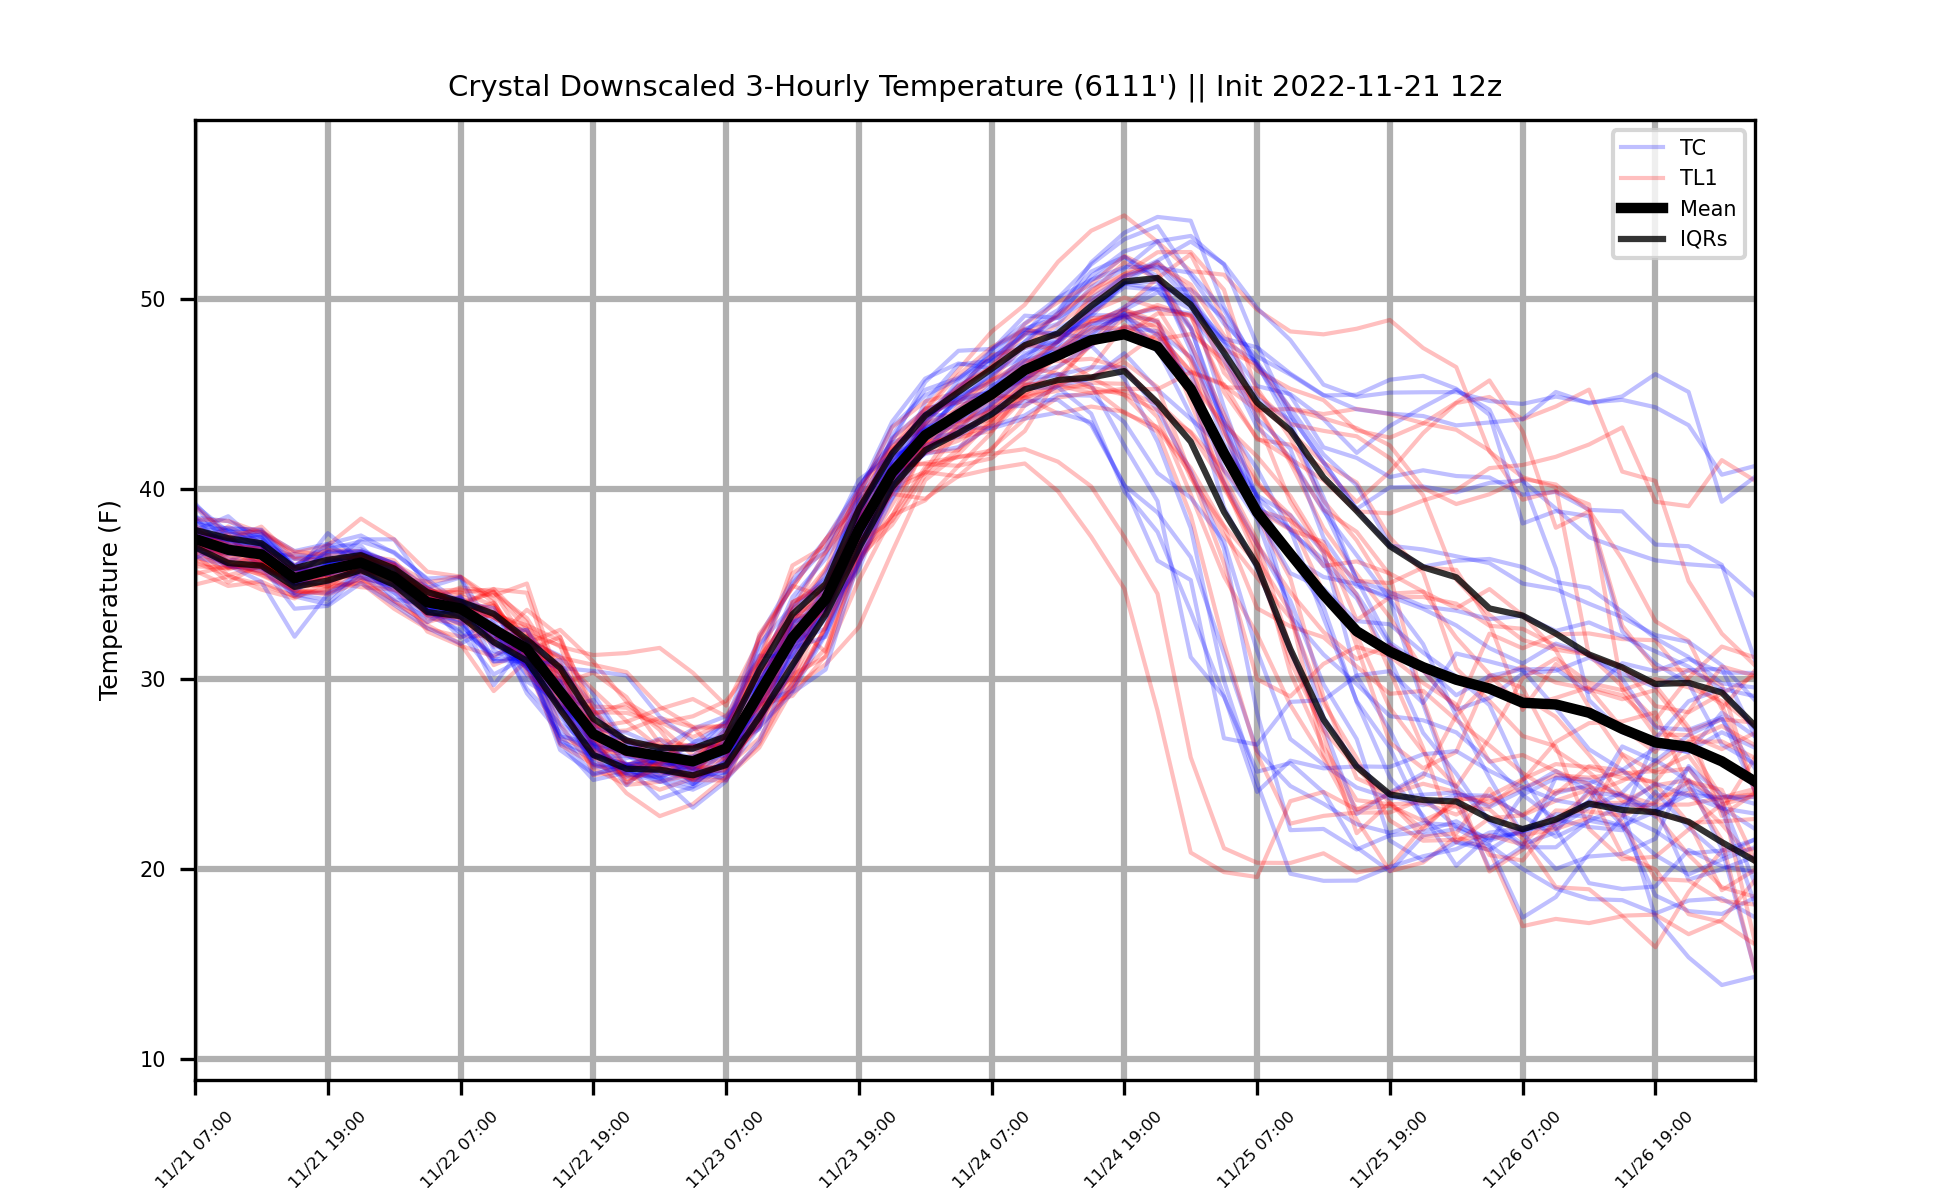 Crystal Downscaled 3-Hourly Temperature (6111') || Init 2022-11-21 12z
TC
TL1
Mean
IQRs
Temperature (F)
50
40
30
20
10
11/21 07:00
11/21 19:00
11/22 07:00
11/22 19:00
11/23 07:00
11/23 19:00
11/24 07:00
11/24 19:00
11/25 07:00
11/25 19:00
11/26 07:00
11/26 19:00